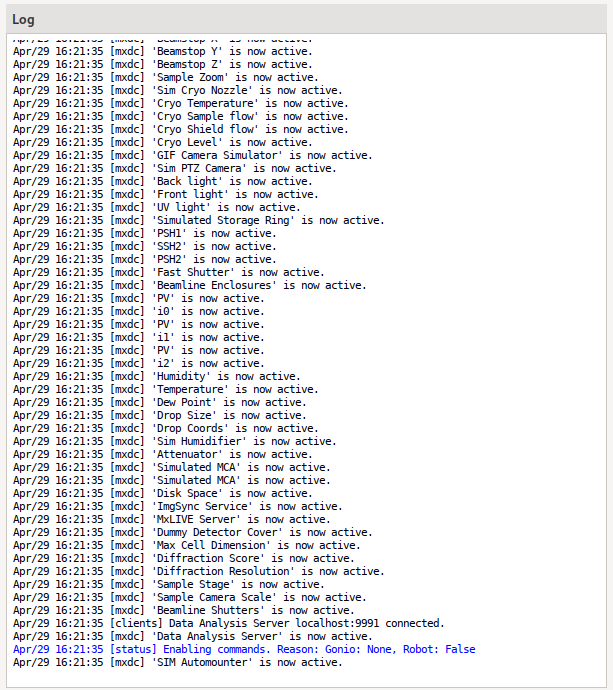 Log
Apr/29 16:21:35 [mxdc] 'Beamstop X' is now active.
Apr/29 16:21:35 [mxdc] 'Beamstop Y' is now active.
Apr/29 16:21:35 [mxdc] 'Beamstop Z' is now active.
Apr/29 16:21:35 [mxdc] 'Sample Zoom' is now active.
Apr/29 16:21:35 [mxdc] 'Sim Cryo Nozzle' is now active.
Apr/29 16:21:35 [mxdc] 'Cryo Temperature' is now active.
Apr/29 16:21:35 [mxdc] 'Cryo Sample flow' is now active.
Apr/29 16:21:35 [mxdc] 'Cryo Shield flow' is now active.
Apr/29 16:21:35 [mxdc] 'Cryo Level' is now active.
Apr/29 16:21:35 [mxdc] 'GIF Camera Simulator' is now active.
Apr/29 16:21:35 [mxdc] 'Sim PTZ Camera' is now active.
Apr/29 16:21:35 [mxdc] 'Back light' is now active.
Apr/29 16:21:35 [mxdc] 'Front light' is now active.
Apr/29 16:21:35 [mxdc] 'UV light' is now active.
Apr/29 16:21:35 [mxdc] 'Simulated Storage Ring' is now active.
Apr/29 16:21:35 [mxdc] 'PSH1' is now active.
Apr/29 16:21:35 [mxdc] 'SSH2' is now active.
Apr/29 16:21:35 [mxdc] 'PSH2' is now active.
Apr/29 16:21:35 [mxdc] 'Fast Shutter' is now active.
Apr/29 16:21:35 [mxdc] 'Beamline Enclosures' is now active.
Apr/29 16:21:35 [mxdc] 'PV' is now active.
Apr/29 16:21:35 [mxdc] 'i0' is now active.
Apr/29 16:21:35 [mxdc] 'PV' is now active.
Apr/29 16:21:35 [mxdc] 'i1' is now active.
Apr/29 16:21:35 [mxdc] 'PV' is now active.
Apr/29 16:21:35 [mxdc] 'i2' is now active.
Apr/29 16:21:35 [mxdc] 'Humidity' is now active.
Apr/29 16:21:35 [mxdc] 'Temperature' is now active.
Apr/29 16:21:35 [mxdc] 'Dew Point' is now active.
Apr/29 16:21:35 [mxdc] 'Drop Size' is now active.
Apr/29 16:21:35 [mxdc] 'Drop Coords' is now active.
Apr/29 16:21:35 [mxdc] 'Sim Humidifier' is now active.
Apr/29 16:21:35 [mxdc] 'Attenuator' is now active.
Apr/29 16:21:35 [mxdc] 'Simulated MCA' is now active.
Apr/29 16:21:35 [mxdc] 'Simulated MCA' is now active.
Apr/29 16:21:35 [mxdc] 'Disk Space' is now active.
Apr/29 16:21:35 [mxdc] 'ImgSync Service' is now active.
Apr/29 16:21:35 [mxdc] 'MxLIVE Server' is now active.
Apr/29 16:21:35 [mxdc] 'Dummy Detector Cover' is now active.
Apr/29 16:21:35 [mxdc] 'Max Cell Dimension' is now active.
Apr/29 16:21:35 [mxdc] 'Diffraction Score' is now active.
Apr/29 16:21:35 [mxdc] 'Diffraction Resolution' is now active.
Apr/29 16:21:35 [mxdc] 'Sample Stage' is now active.
Apr/29 16:21:35 [mxdc] 'Sample Camera Scale' is now active.
Apr/29 16:21:35 [mxdc] 'Beamline Shutters' is now active.
Apr/29 16:21:35 [clients] Data Analysis Server localhost:9991 connected.
Apr/29 16:21:35 [mxdc] 'Data Analysis Server' is now active.
Apr/29 16:21:35 [status] Enabling commands. Reason: Gonio: None, Robot: False
Apr/29 16:21:35 [mxdc] 'SIM Automounter' is now active.